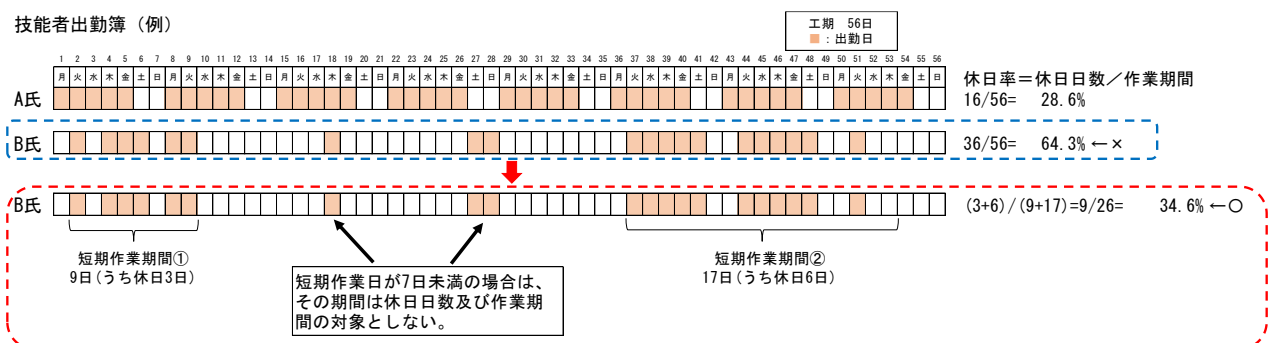 技能者出勤簿（例）
工期　56日
■：出勤日
1 2 3 4 5 6 7 8 9 10 11 12 13 14 15 16 17 18 19 20 21 22 23 24 25 26 27 28 29 30 31 32 33 34 35 36 37 38 39 40 41 42 43 44 45 46 47 48 49 50 51 52 53 54 55 56
月 火 水 木 金 土 日 月 火 水 木 金 土 日 月 火 水 木 金 土 日 月 火 水 木 金 土 日 月 火 水 木 金 土 日 月 火 水 木 金 土 日 月 火 水 木 金 土 日 月 火 水 木 金 土 日
休日率＝休日日数／作業期間
A氏
16/56=　28.6%
B氏
36/56=　64.3% ←×
B氏
(3+6)/(9+17)=9/26=　34.6% ←○
短期作業期間①
9日(うち休日3日)
短期作業日が7日未満の場合は、
その期間は休日日数及び作業期
間の対象としない。
短期作業期間②
17日(うち休日6日)